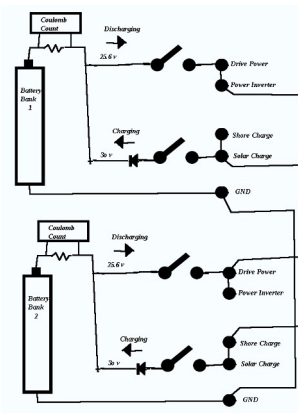 Coulomb
Count
Discharging
25.6 v
Drive Power
Power Inverter
Battery
Bank
1
Charging
30 v
Shore Charge
Solar Charge
GND
Coulomb
Count
Discharging
25.6 v
Drive Power
Power Inverter
Battery
Bank
2
Charging
30 v
Shore Charge
Solar Charge
GND